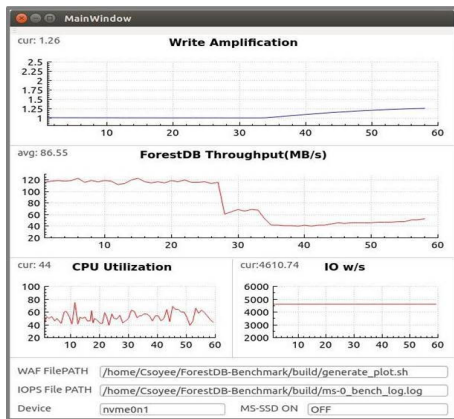 MainWindow
cur: 1.26
Write Amplification
2.5
2.25
2
1.75
1.5
1.25
1
10 20 30 40 50 60
avg: 86.55
ForestDB Throughput(MB/s)
120
100
80
60
40
20
10 20 30 40 50 60
cur: 44
CPU Utilization
100
80
60
40
20
10 20 30 40 50 60
cur:4610.74
IO w/s
6000
5000
4000
3000
2000
10 20 30 40 50 60
WAF FilePATH /home/Csoyee/ForestDB-Benchmark/build/generate_plot.sh
IOPS File PATH /home/Csoyee/ForestDB-Benchmark/build/ms-0_bench_log.log
Device nvme0n1 MS-SSD ON OFF